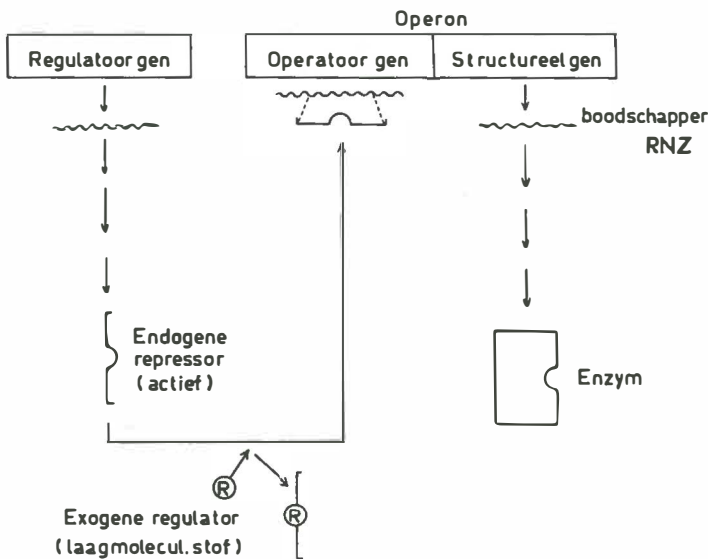 Operon
Regulatoor gen
Operatoor gen
Structureel gen
boodschapper
RNZ
Endogene
repressor
(actief)
Enzym
R
R
Exogene regulator
(laagmolecul. stof)